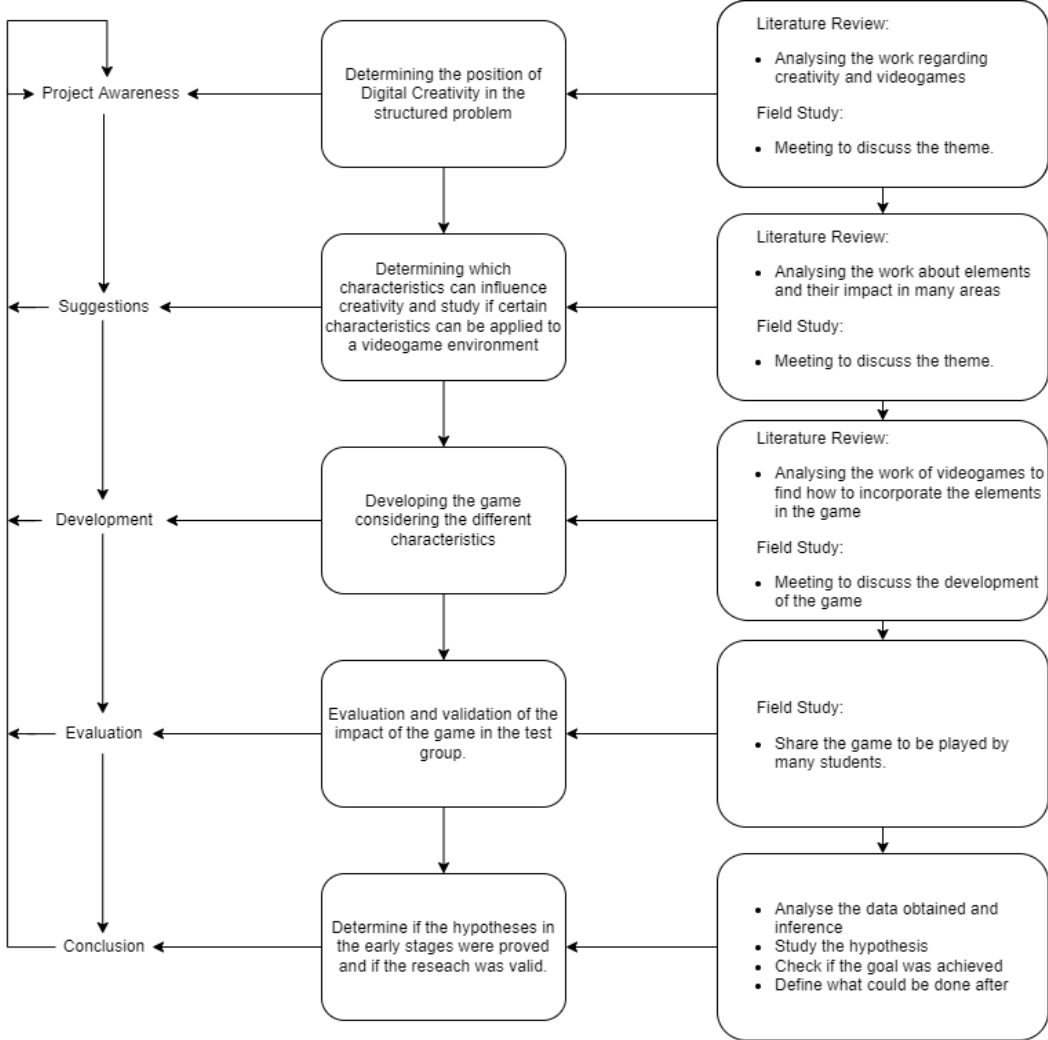 Project Awareness
Determining the position of
Digital Creativity in the
structured problem
Literature Review:
• Analysing the work regarding
creativity and videogames
Field Study:
• Meeting to discuss the theme.
Suggestions
Determining which
characteristics can influence
creativity and study if certain
characteristics can be applied to
a videogame environment
Literature Review:
• Analysing the work about elements
and their impact in many areas
Field Study:
• Meeting to discuss the theme.
Development
Developing the game
considering the different
characteristics
Literature Review:
• Analysing the work of videogames to
find how to incorporate the elements
in the game
Field Study:
• Meeting to discuss the development
of the game
Evaluation
Evaluation and validation of the
impact of the game in the test
group.
Field Study:
• Share the game to be played by
many students.
Conclusion
Determine if the hypotheses in
the early stages were proved
and if the reseach was valid.
• Analyse the data obtained and
inference
• Study the hypothesis
• Check if the goal was achieved
• Define what could be done after